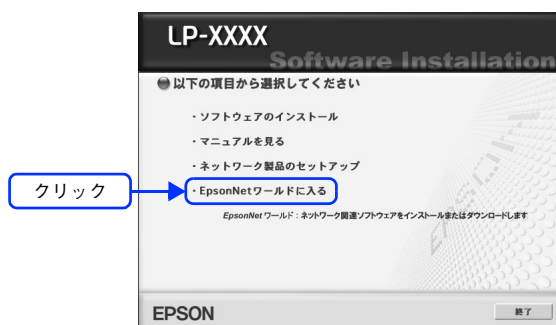 LP-XXXX
Software Installation
以下の項目から選択してください
・ソフトウェアのインストール
・マニュアルを見る
・ネットワーク製品のセットアップ
クリック
・EpsonNetワールドに入る
EpsonNet ワールド：ネットワーク関連ソフトウェアをインストールまたはダウンロードします
EPSON
EPSON
終了